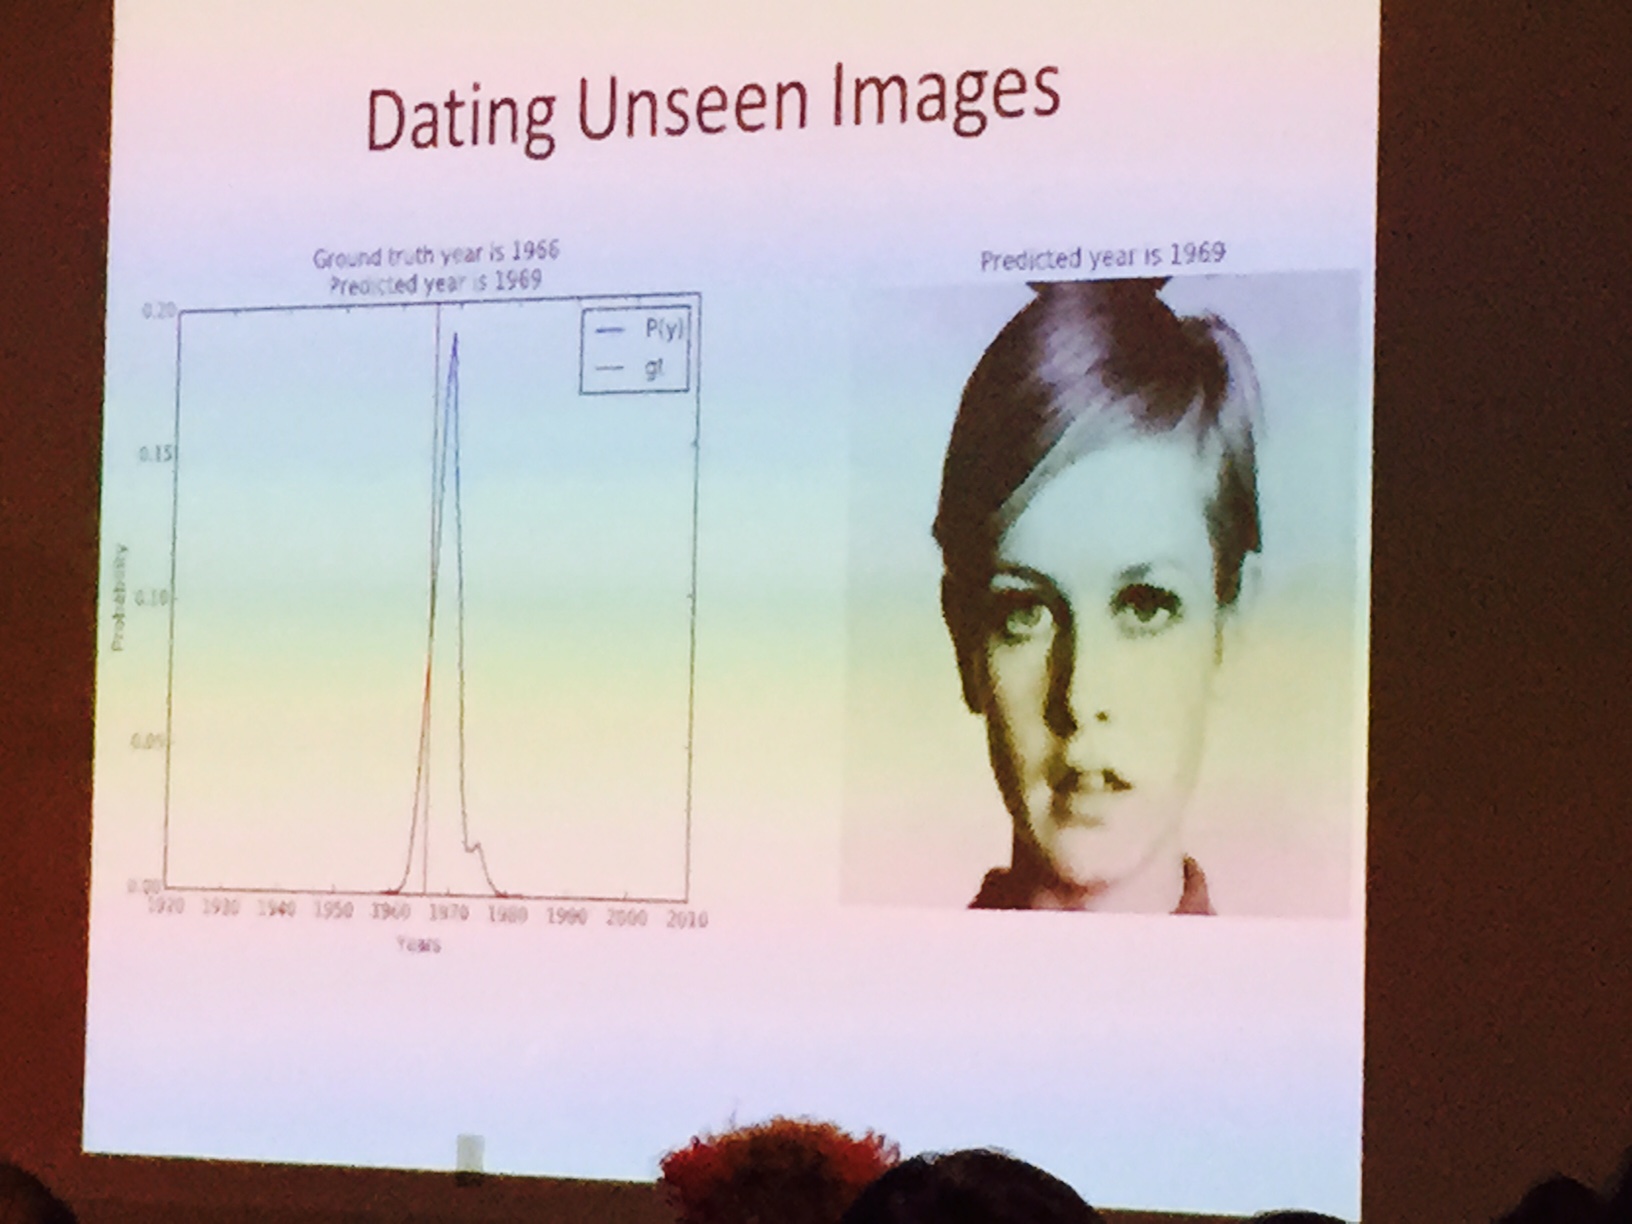 Dating Unseen Images
Ground truth year is 1966
Predicted year is 1969
Predicted year is 1969
0.20
P(y)
gt
0.15
0.10
0.05
0.00
Probability
1920 1930 1940 1950 1960 1970 1980 1990 2000 2010
Years